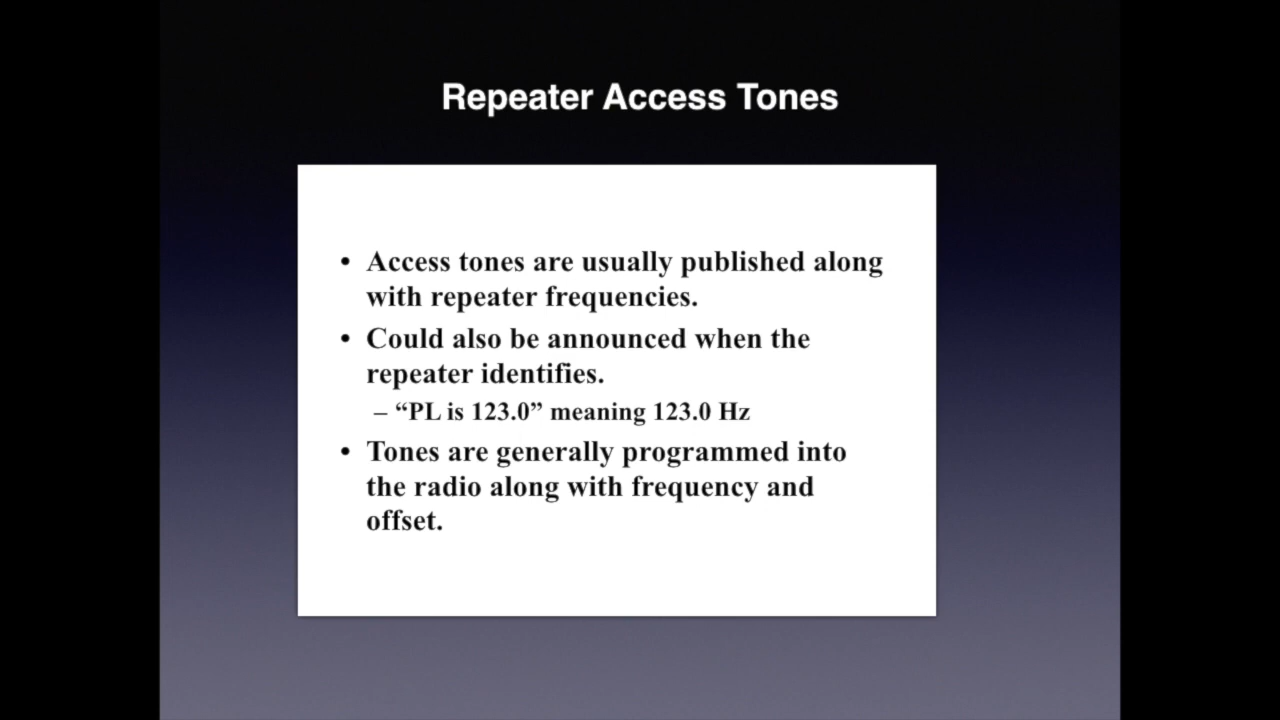 Repeater Access Tones
• Access tones are usually published along
with repeater frequencies.
• Could also be announced when the
repeater identifies.
– “PL is 123.0” meaning 123.0 Hz
• Tones are generally programmed into
the radio along with frequency and
offset.